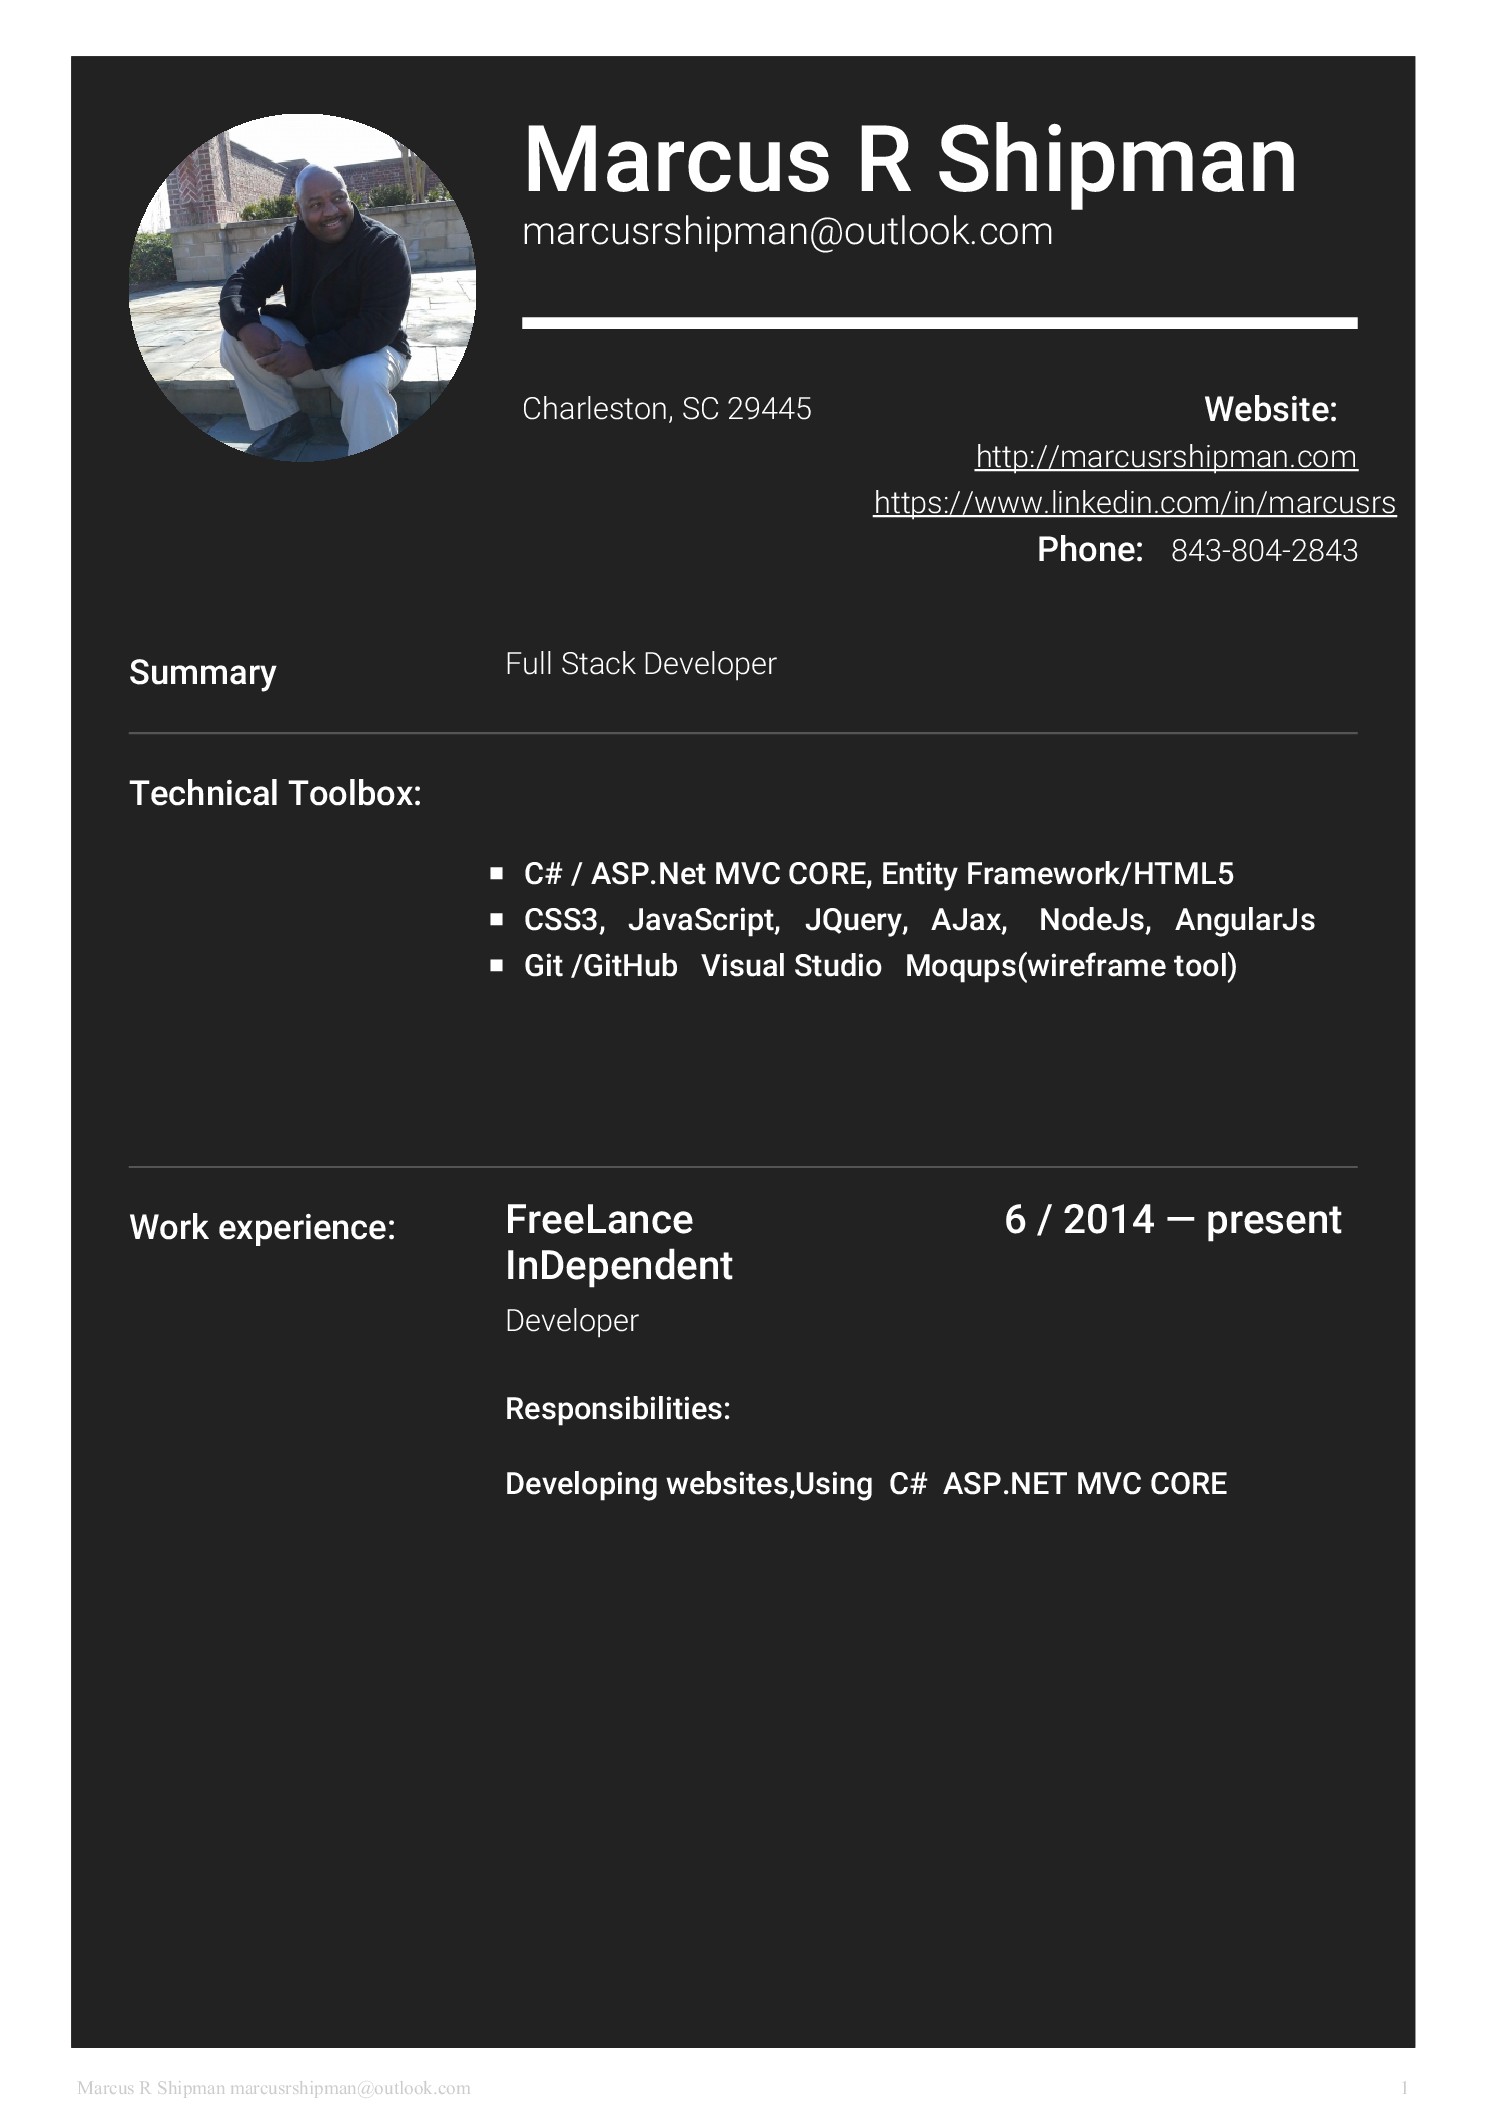 Marcus R Shipman
marcusrshipman@outlook.com
Charleston, SC 29445
Website:
http://marcusrshipman.com
https://www.linkedin.com/in/marcusrs
Phone: 843-804-2843
Summary
Full Stack Developer
Technical Toolbox:
▪ C# / ASP.Net MVC CORE, Entity Framework/HTML5
▪ CSS3, JavaScript, JQuery, AJax, NodeJs, AngularJs
▪ Git /GitHub Visual Studio Moqups(wireframe tool)
Work experience:
FreeLance 6 / 2014 — present
InDependent
Developer
Responsibilities:
Developing websites,Using C# ASP.NET MVC CORE
Marcus R Shipman marcusrshipman@outlook.com 1